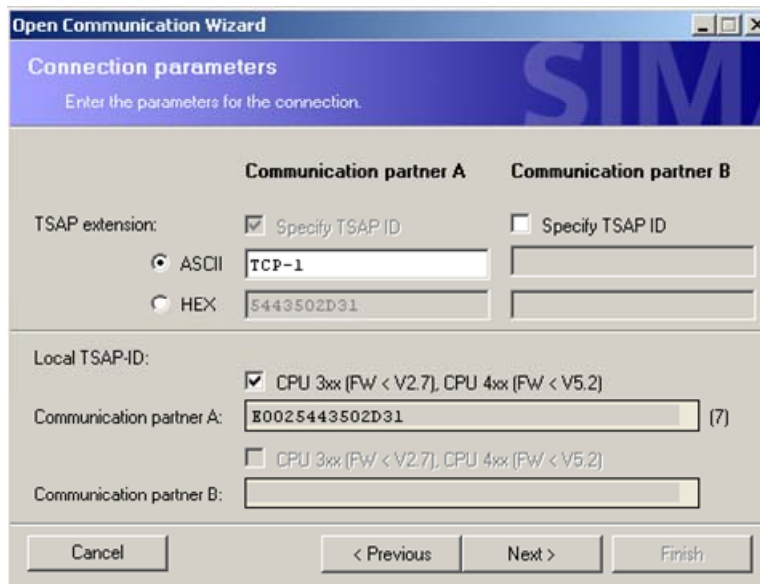 Open Communication Wizard
Connection parameters
Enter the parameters for the connection.
SIM
Communication partner A Communication partner B
TSAP extension: Specify TSAP ID Specify TSAP ID
ASCII TCP-1
HEX 5443502D31
Local TSAP-ID:
CPU 3xx (FW < V2.7), CPU 4xx (FW < V5.2)
Communication partner A: E0025443502D31 (7)
CPU 3xx (FW < V2.7), CPU 4xx (FW < V5.2)
Communication partner B:
Cancel < Previous Next > Finish